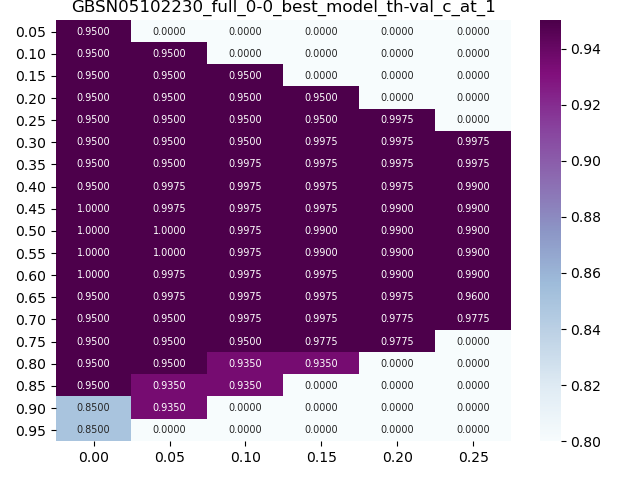 GBSN05102230_full_0-0_best_model_th-val_c_at_1
0.05 0.9500 0.0000 0.0000 0.0000 0.0000 0.0000
0.10 0.9500 0.9500 0.0000 0.0000 0.0000 0.0000
0.15 0.9500 0.9500 0.9500 0.0000 0.0000 0.0000
0.20 0.9500 0.9500 0.9500 0.9500 0.0000 0.0000
0.25 0.9500 0.9500 0.9500 0.9500 0.9975 0.0000
0.30 0.9500 0.9500 0.9500 0.9975 0.9975 0.9975
0.35 0.9500 0.9500 0.9975 0.9975 0.9975 0.9975
0.40 0.9500 0.9975 0.9975 0.9975 0.9975 0.9900
0.45 1.0000 0.9975 0.9975 0.9975 0.9900 0.9900
0.50 1.0000 1.0000 0.9975 0.9900 0.9900 0.9900
0.55 1.0000 1.0000 0.9975 0.9900 0.9900 0.9900
0.60 1.0000 0.9975 0.9975 0.9975 0.9900 0.9900
0.65 0.9500 0.9975 0.9975 0.9975 0.9975 0.9600
0.70 0.9500 0.9500 0.9975 0.9975 0.9975 0.9775
0.75 0.9500 0.9500 0.9500 0.9775 0.9775 0.0000
0.80 0.9500 0.9500 0.9350 0.9350 0.0000 0.0000
0.85 0.9500 0.9350 0.9350 0.0000 0.0000 0.0000
0.90 0.8500 0.9350 0.0000 0.0000 0.0000 0.0000
0.95 0.8500 0.0000 0.0000 0.0000 0.0000 0.0000
0.00 0.05 0.10 0.15 0.20 0.25
0.94
0.92
0.90
0.88
0.86
0.84
0.82
0.80